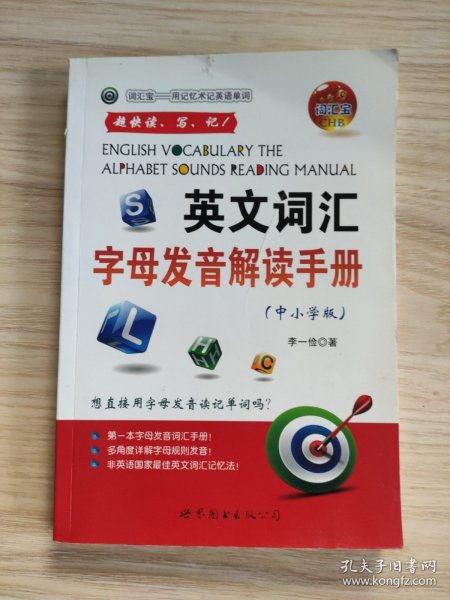 词汇宝——用记忆术记英语单词
词汇宝
CHB
超快读、写、记！
ENGLISH VOCABULARY THE
ALPHABET SOUNDS READING MANUAL
S
英文词汇
字母发音解读手册
（中小学版）
李一俭◎著
L
H H H
C
想直接用字母发音读记单词吗？
第一本字母发音词汇手册！
多角度详解字母规则发音！
非英语国家最佳英文词汇记忆法！
世界图书出版公司
孔夫子旧书网
www.kongfz.com